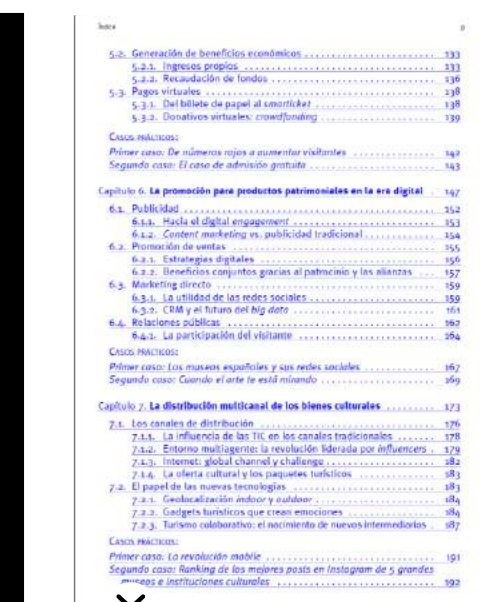 Índice 9
5.2. Generación de beneficios económicos ........................ 133
5.2.1. Ingresos propios ........................ 133
5.2.2. Recaudación de fondos ........................ 136
5.3. Pagos virtuales ........................ 138
5.3.1. Del billete de papel al smarticket ........................ 138
5.3.2. Donativos virtuales: crowdfunding ........................ 139
CASOS PRÁCTICOS:
Primer caso: De números rojos a aumentar visitantes ............ 142
Segundo caso: El caso de admisión gratuita ........................ 143
Capítulo 6. La promoción para productos patrimoniales en la era digital . 147
6.1. Publicidad ........................ 152
6.1.1. Hacia el digital engagement ........................ 153
6.1.2. Content marketing vs. publicidad tradicional ............ 154
6.2. Promoción de ventas ........................ 155
6.2.1. Estrategias digitales ........................ 156
6.2.2. Beneficios conjuntos gracias al patrocinio y las alianzas ... 157
6.3. Marketing directo ........................ 159
6.3.1. La utilidad de las redes sociales ........................ 159
6.3.2. CRM y el futuro del big data ........................ 161
6.4. Relaciones públicas ........................ 162
6.4.1. La participación del visitante ........................ 164
CASOS PRÁCTICOS:
Primer caso: Los museos españoles y sus redes sociales ............ 167
Segundo caso: Cuando el arte te está mirando ........................ 169
Capítulo 7. La distribución multicanal de los bienes culturales ......... 173
7.1. Los canales de distribución ........................ 176
7.1.1. La influencia de las TIC en los canales tradicionales ....... 178
7.1.2. Entorno multiagente: la revolución liderada por influencers . 179
7.1.3. Internet: global channel y challenge ........................ 182
7.1.4. La oferta cultural y los paquetes turísticos ............ 183
7.2. El papel de las nuevas tecnologías ........................ 183
7.2.1. Geolocalización indoor y outdoor ........................ 184
7.2.2. Gadgets turísticos que crean emociones ............ 184
7.2.3. Turismo colaborativo: el nacimiento de nuevos intermediarios . 187
CASOS PRÁCTICOS:
Primer caso: La revolución mobile ........................ 191
Segundo caso: Ranking de los mejores posts en Instagram de 5 grandes
museos e instituciones culturales ........................ 192